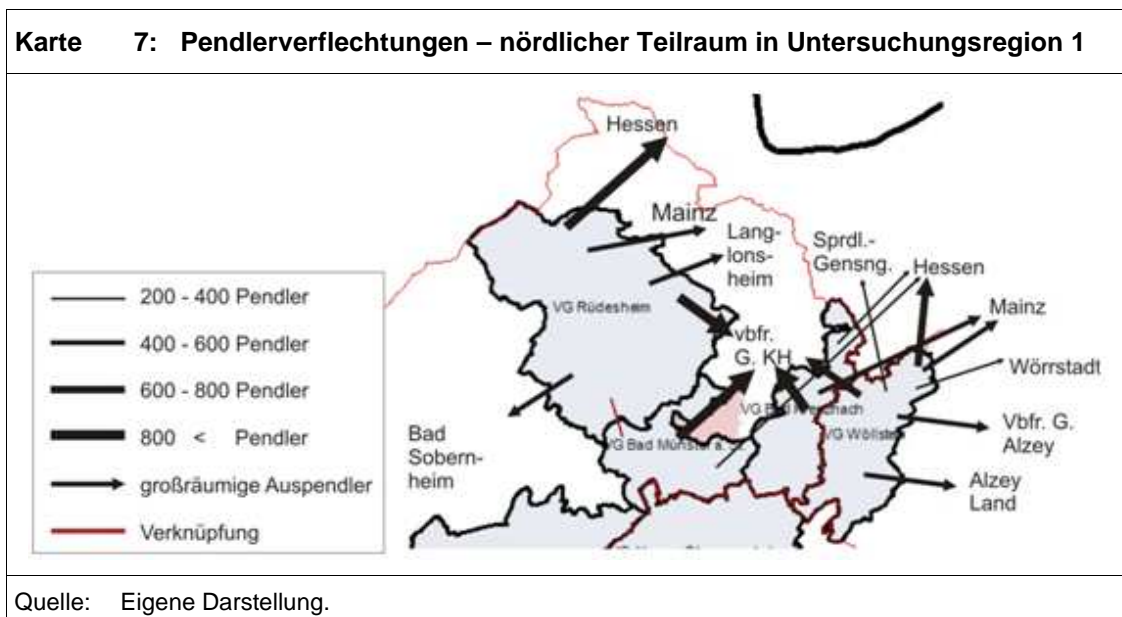 Karte 7: Pendlerverflechtungen – nördlicher Teilraum in Untersuchungsregion 1
Hessen
Mainz
Lang-
lons-
heim
Sprdl.-
Gensng.
Hessen
Mainz
Wörrstadt
Vbfr. G.
Alzey
Alzey
Land
VG Rüdesheim
vbfr.
G. KH
VG Bad Münster a.
VG Bad
VG Wöllstein
Bad
Sobern-
heim
200 - 400 Pendler
400 - 600 Pendler
600 - 800 Pendler
800 < Pendler
großräumige Auspendler
Verknüpfung
Quelle: Eigene Darstellung.